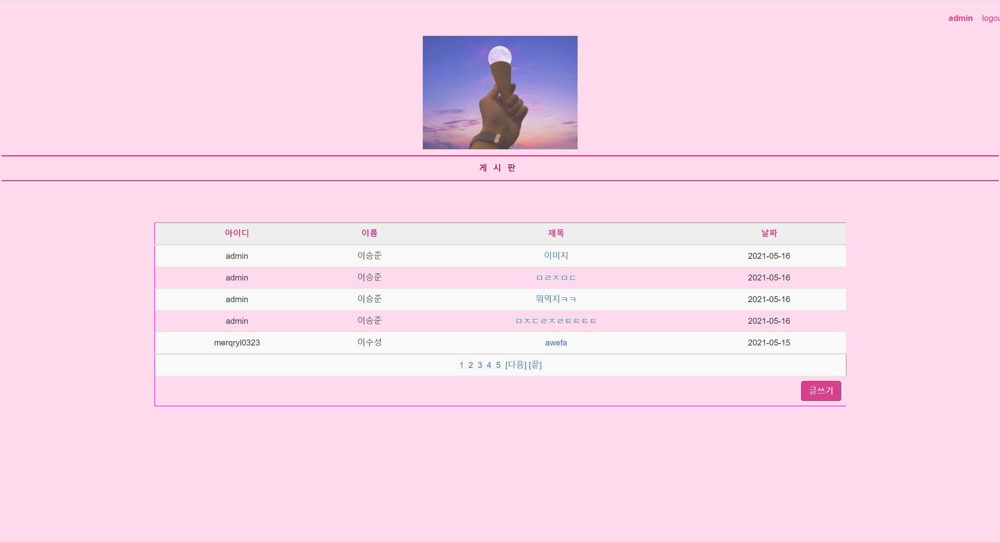 admin logou
게 시 판
아이디 이름 제목 날짜
admin 이승준 이미지 2021-05-16
admin 이승준 ㅁㄹㅈㅁㄷ 2021-05-16
admin 이승준 뭐먹지ㅋㅋ 2021-05-16
admin 이승준 ㅁㅈㄷㄹㅈㄹㅌㅌㅌㅌ 2021-05-16
merqryl0323 이수성 awefa 2021-05-15
1 2 3 4 5 [다음] [끝]
글쓰기